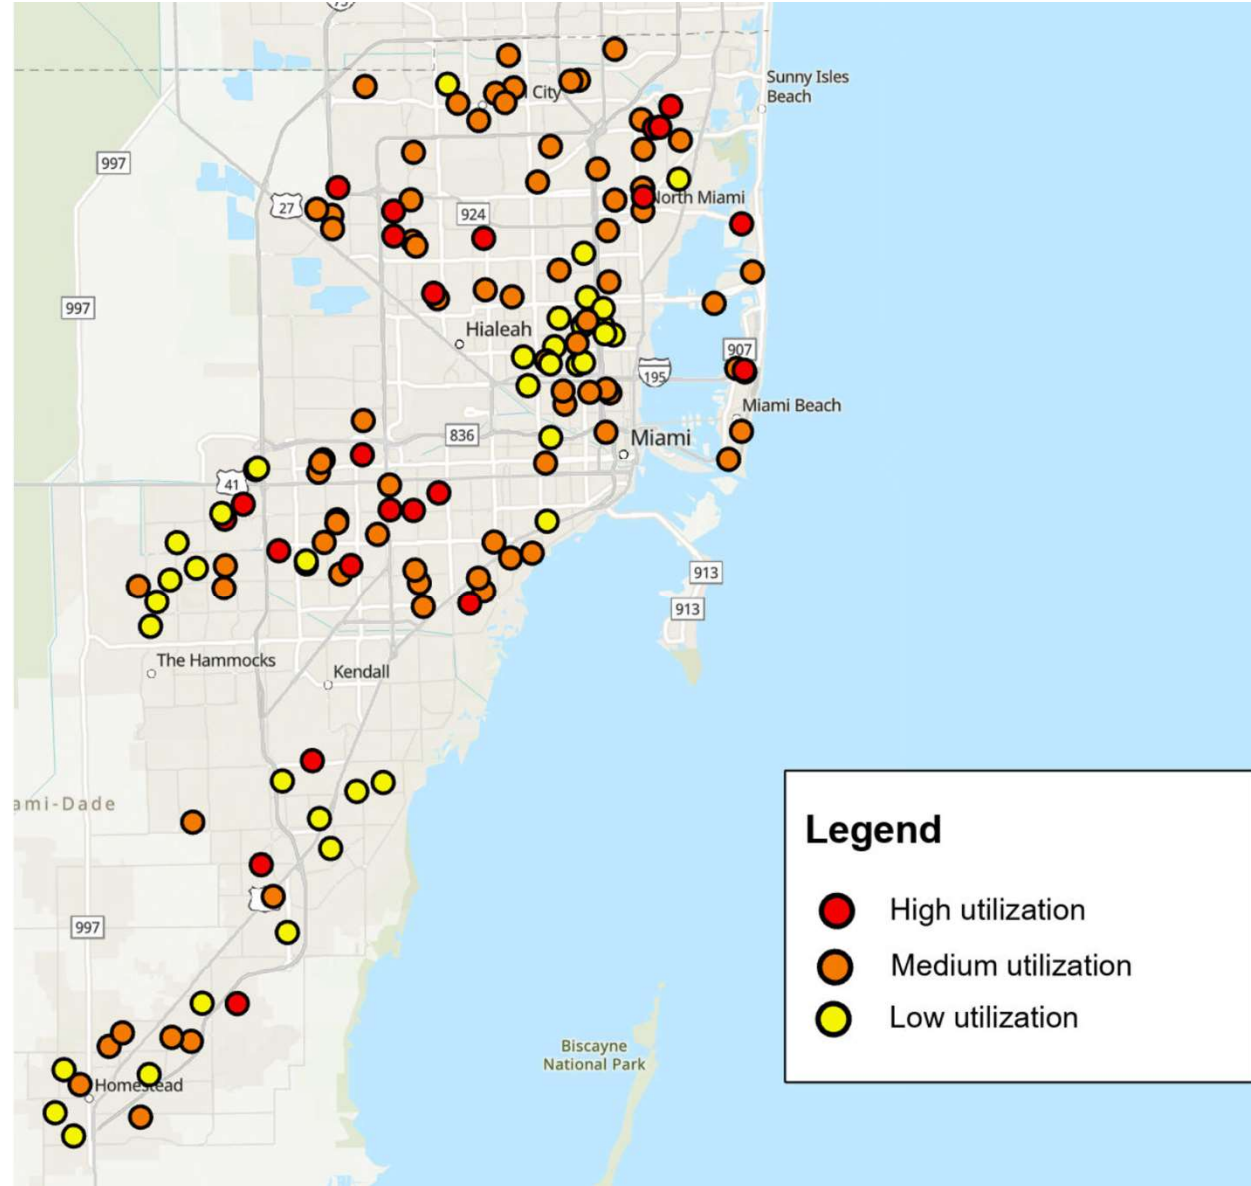 City
Sunny Isles
Beach
997
27
924
North Miami
997
Hialeah
907
195
Miami Beach
836
Miami
41
913
913
The Hammocks
Kendall
ami-Dade
Legend
High utilization
997
Medium utilization
Low utilization
Biscayne
National Park
Homestead